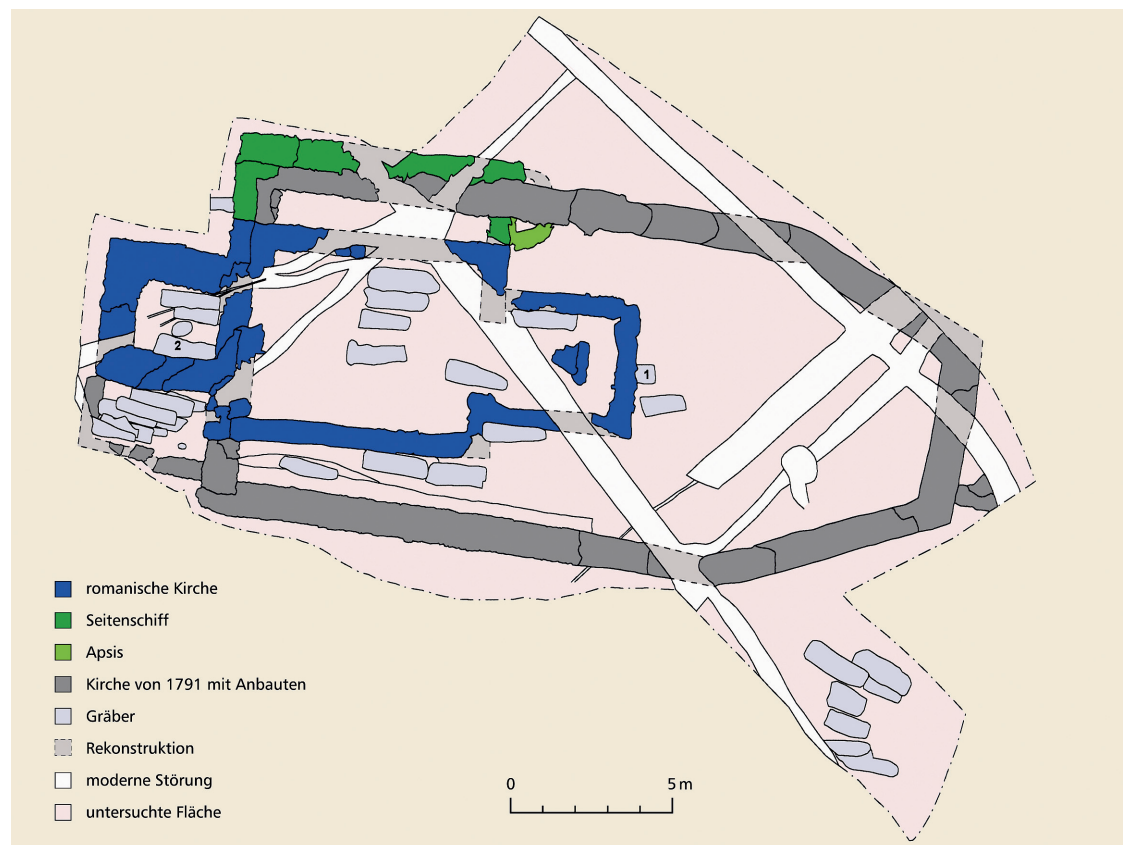 2
1
romanische Kirche
Seitenschiff
Apsis
Kirche von 1791 mit Anbauten
Gräber
Rekonstruktion
moderne Störung
untersuchte Fläche
0 5 m